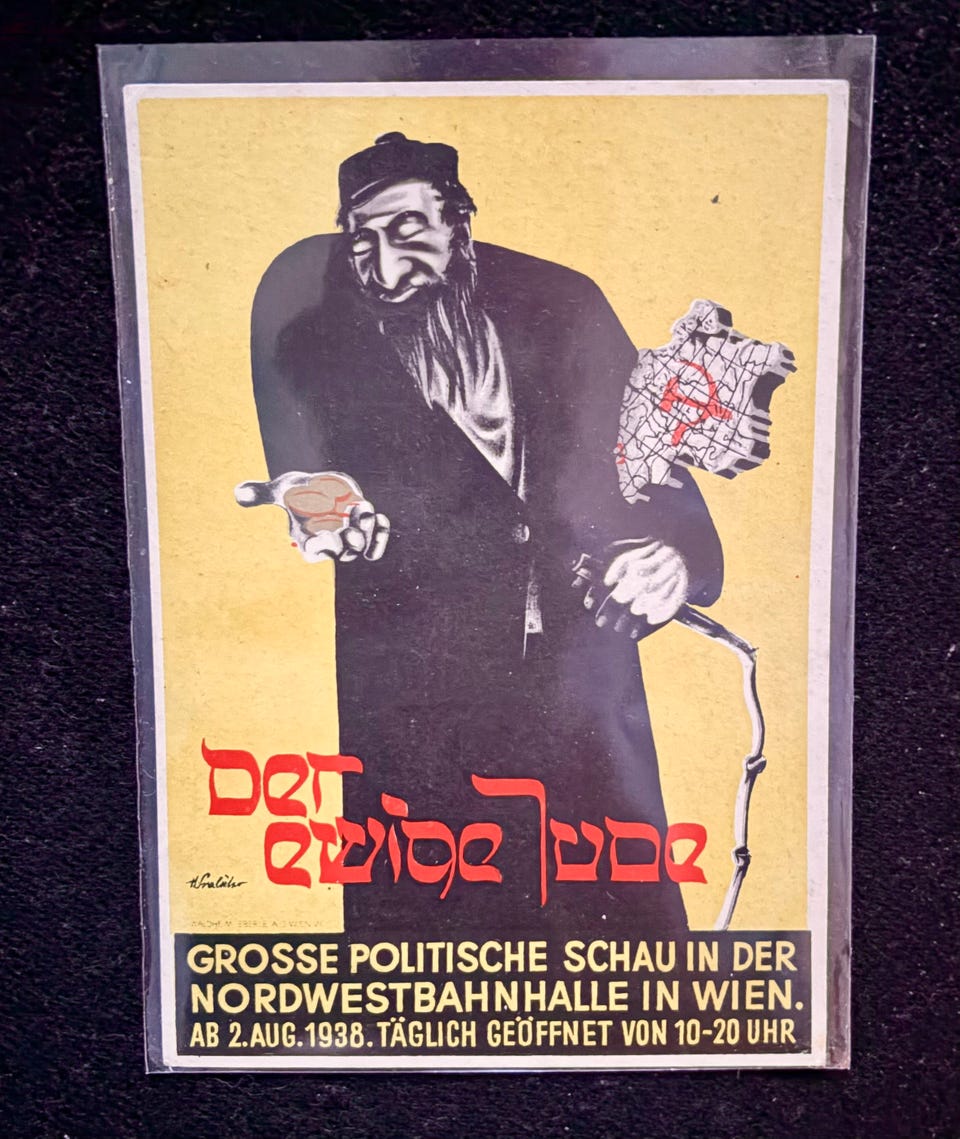 Der
ewige Jude
GROSSE POLITISCHE SCHAU IN DER
NORDWESTBAHNHALLE IN WIEN.
AB 2. AUG. 1938. TÄGLICH GEÖFFNET VON 10-20 UHR